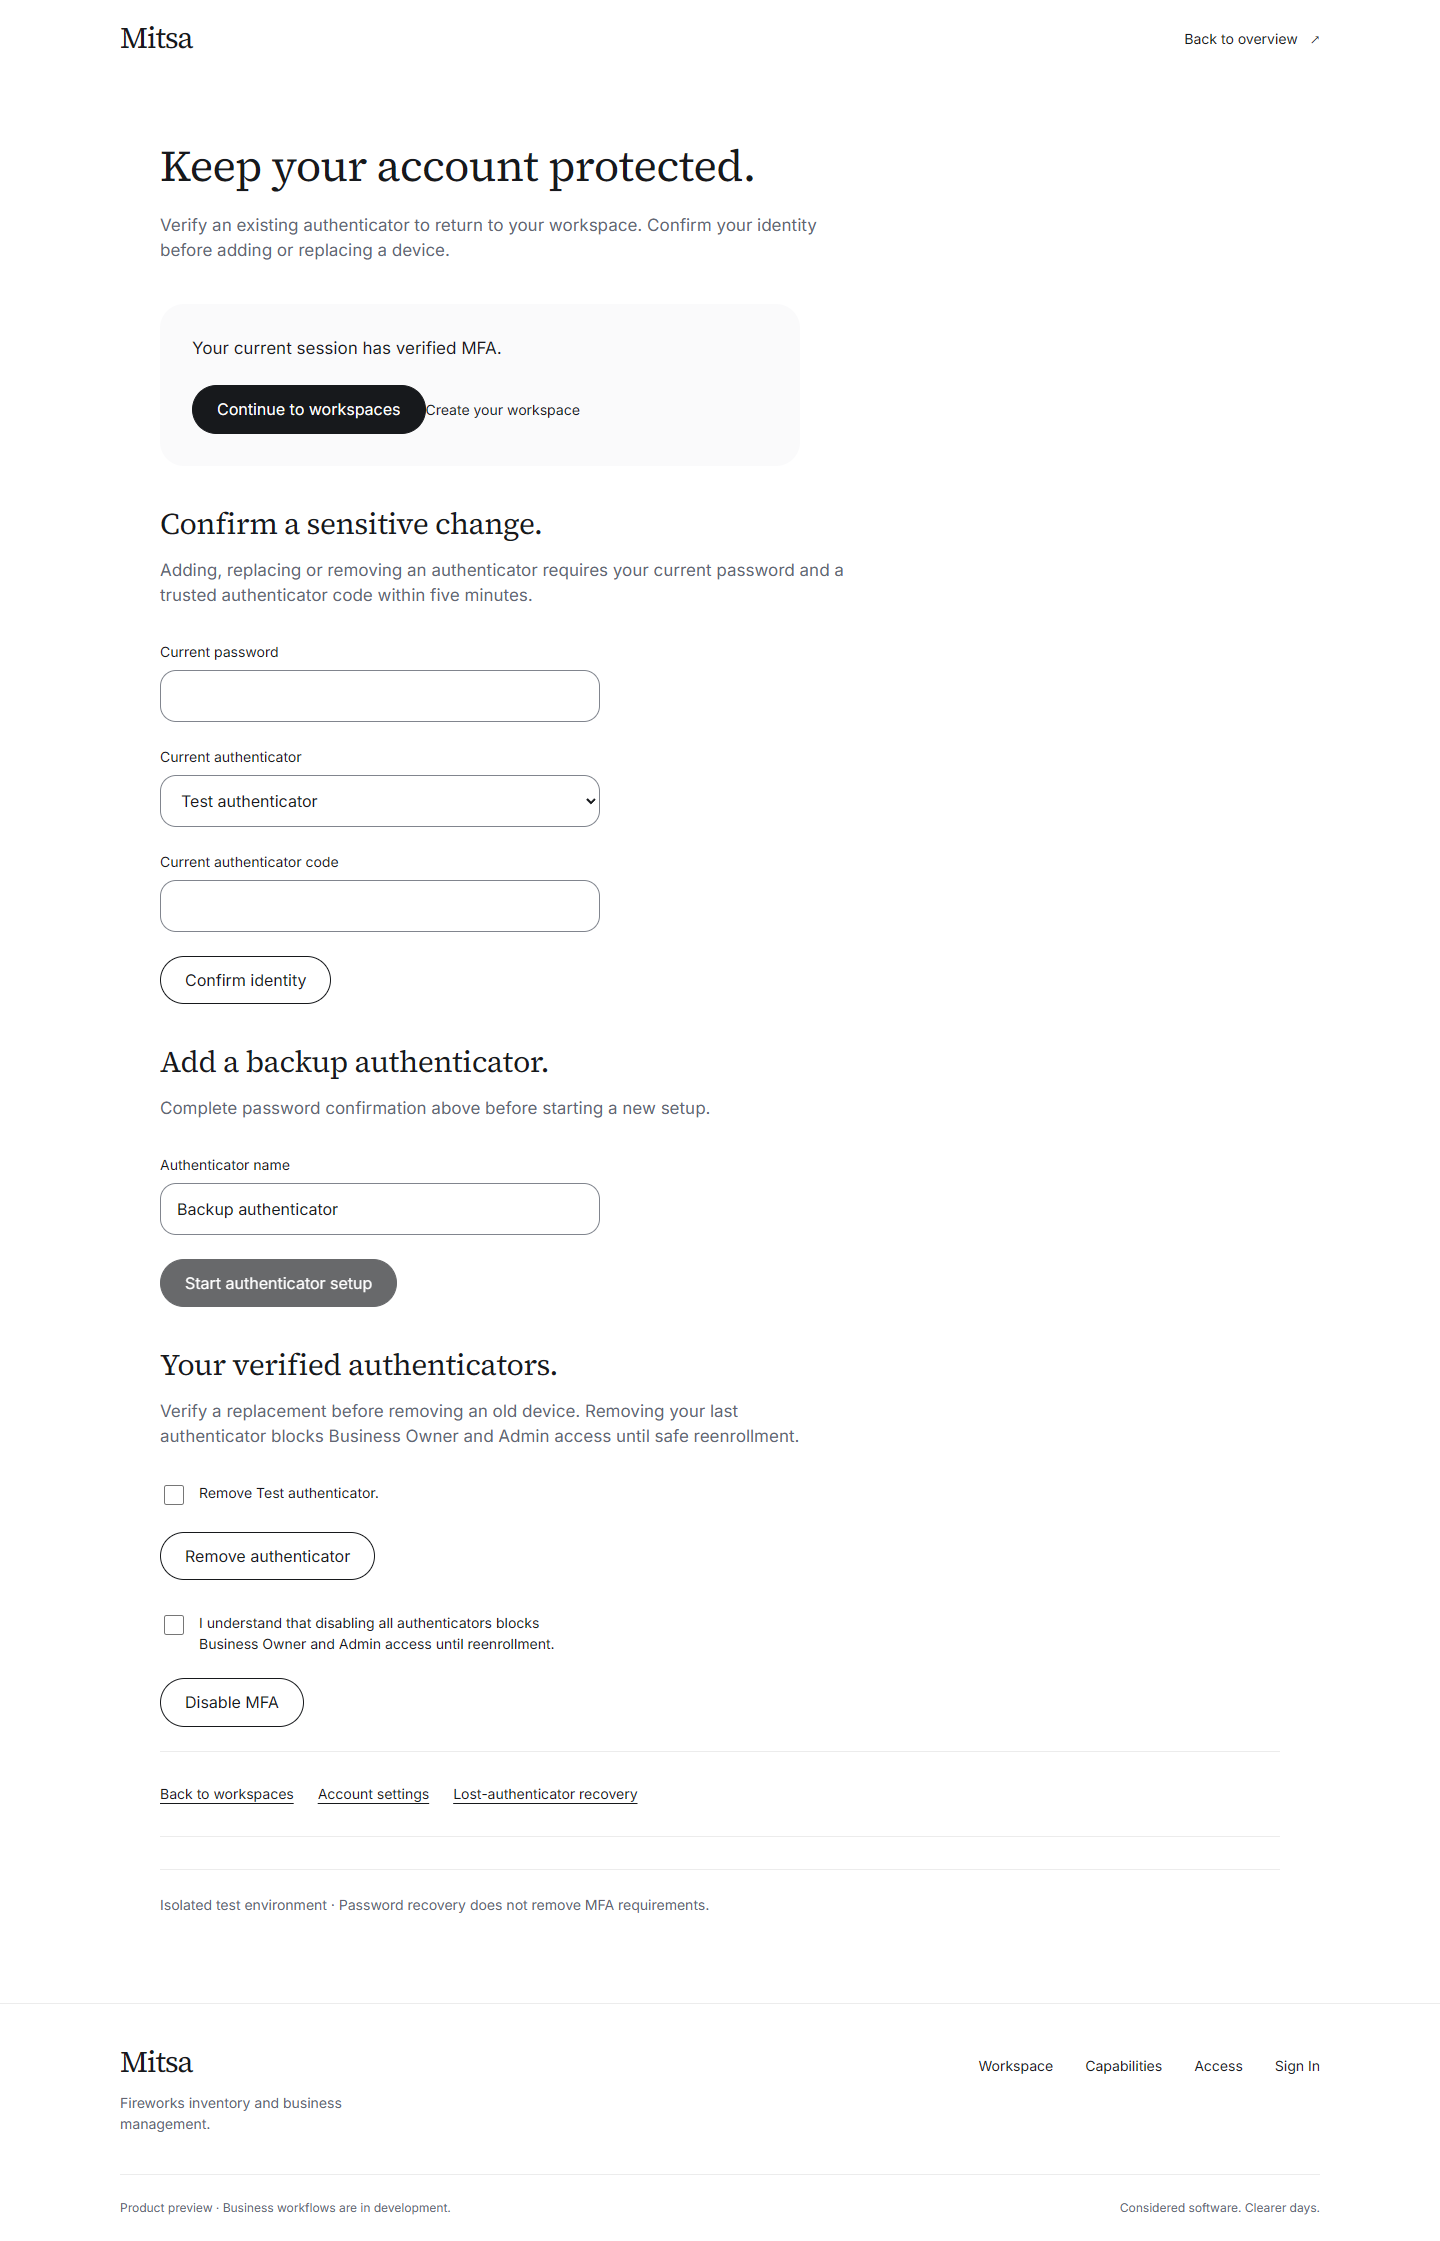 Mitsa
Back to overview ↗
Keep your account protected.
Verify an existing authenticator to return to your workspace. Confirm your identity
before adding or replacing a device.
Your current session has verified MFA.
Continue to workspaces
Create your workspace
Confirm a sensitive change.
Adding, replacing or removing an authenticator requires your current password and a
trusted authenticator code within five minutes.
Current password
Current authenticator
Test authenticator
Current authenticator code
Confirm identity
Add a backup authenticator.
Complete password confirmation above before starting a new setup.
Authenticator name
Backup authenticator
Start authenticator setup
Your verified authenticators.
Verify a replacement before removing an old device. Removing your last
authenticator blocks Business Owner and Admin access until safe reenrollment.
Remove Test authenticator.
Remove authenticator
I understand that disabling all authenticators blocks
Business Owner and Admin access until reenrollment.
Disable MFA
Back to workspaces Account settings Lost-authenticator recovery
Isolated test environment · Password recovery does not remove MFA requirements.
Mitsa
Workspace Capabilities Access Sign In
Fireworks inventory and business
management.
Product preview · Business workflows are in development.
Considered software. Clearer days.